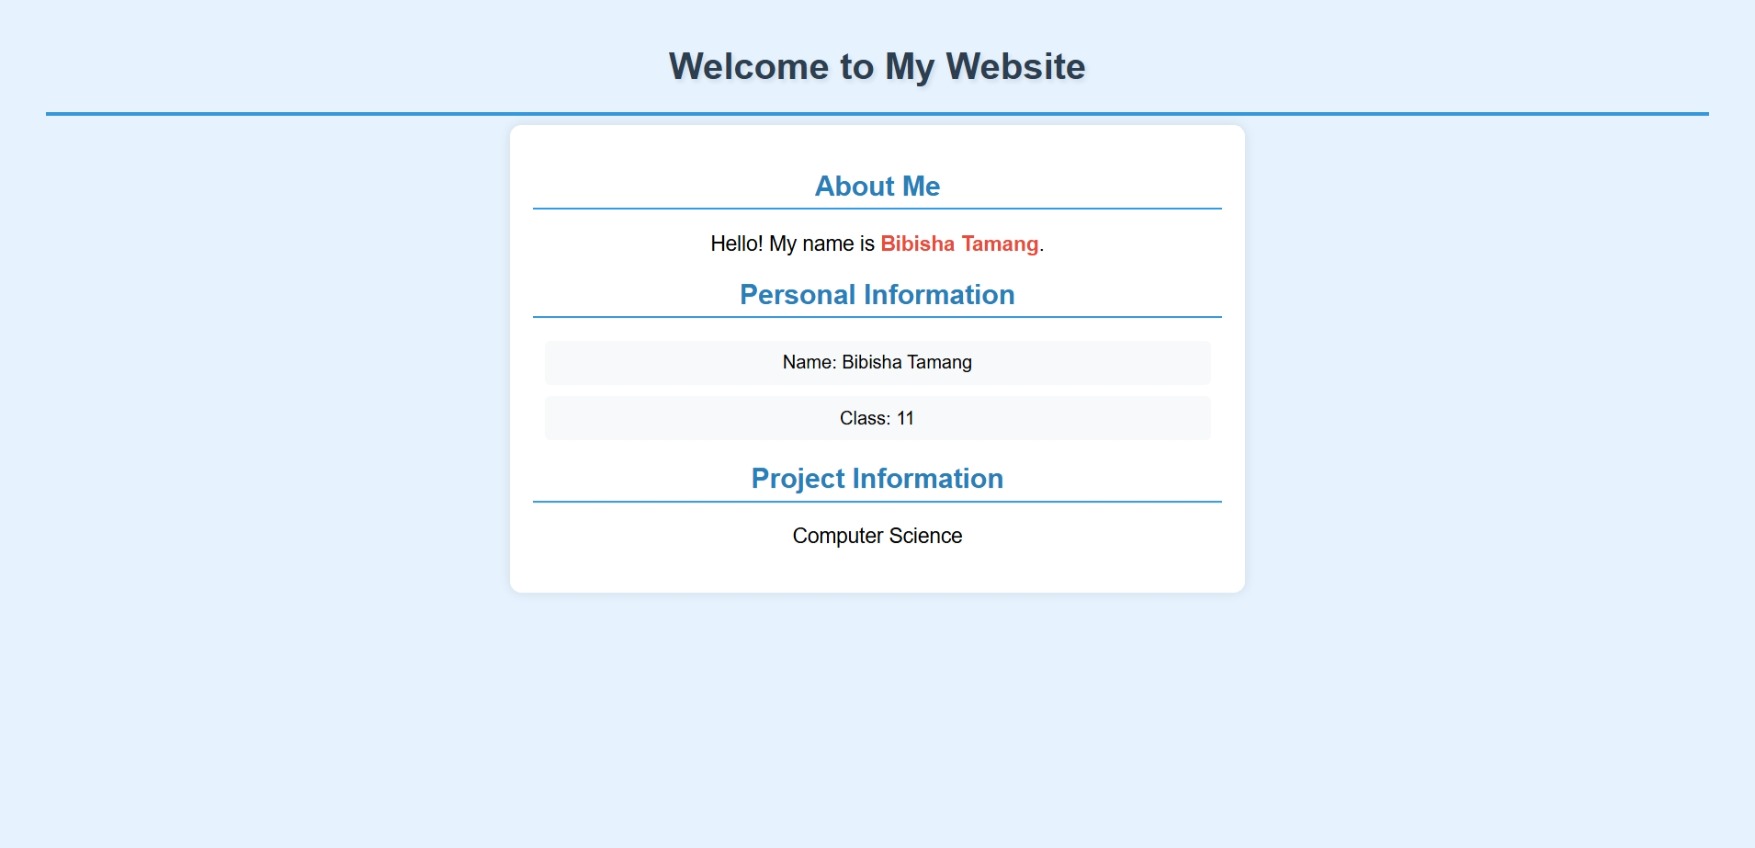 Welcome to My Website
About Me
Hello! My name is Bibisha Tamang.
Personal Information
Name: Bibisha Tamang
Class: 11
Project Information
Computer Science